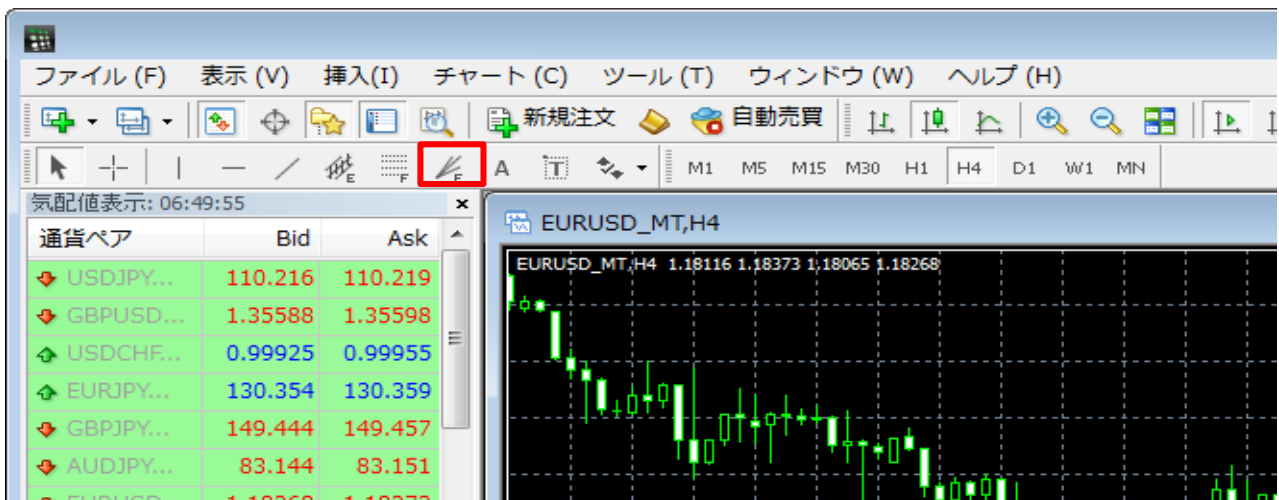 ファイル (F) 表示 (V) 挿入(I) チャート (C) ツール (T) ウィンドウ (W) ヘルプ (H)
新規注文 自動売買
E F F A T M1 M5 M15 M30 H1 H4 D1 W1 MN
気配値表示: 06:49:55
通貨ペア Bid Ask
USDJPY... 110.216 110.219
GBPUSD... 1.35588 1.35598
USDCHF... 0.99925 0.99955
EURJPY... 130.354 130.359
GBPJPY... 149.444 149.457
AUDJPY... 83.144 83.151
EURUSD_MT,H4
EURUSD_MT,H4 1.18116 1.18373 1.18065 1.18268